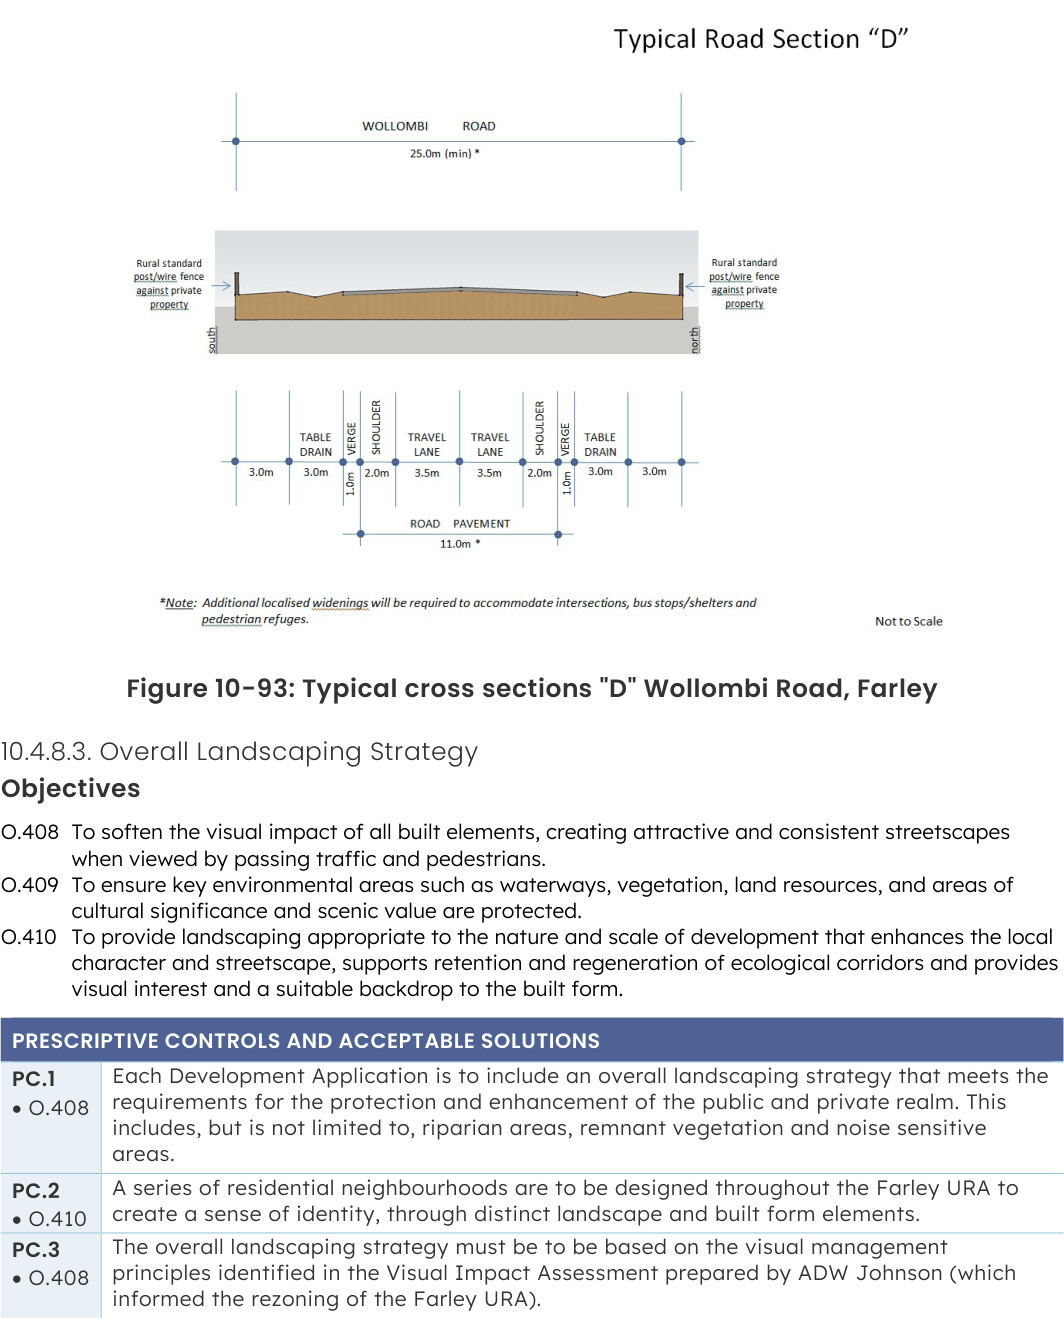 Typical Road Section “D”
WOLLOMBI ROAD
25.0m (min) *
Rural standard
post/wire fence
against private
property
Rural standard
post/wire fence
against private
property
south
north
TABLE
DRAIN
VERGE
SHOULDER
TRAVEL
LANE
TRAVEL
LANE
SHOULDER
VERGE
TABLE
DRAIN
3.0m 3.0m 1.0m 2.0m 3.5m 3.5m 2.0m 1.0m 3.0m 3.0m
ROAD PAVEMENT
11.0m *
*Note: Additional localised widenings will be required to accommodate intersections, bus stops/shelters and
pedestrian refuges.
Not to Scale
Figure 10-93: Typical cross sections "D" Wollombi Road, Farley
10.4.8.3. Overall Landscaping Strategy
Objectives
O.408 To soften the visual impact of all built elements, creating attractive and consistent streetscapes
when viewed by passing traffic and pedestrians.
O.409 To ensure key environmental areas such as waterways, vegetation, land resources, and areas of
cultural significance and scenic value are protected.
O.410 To provide landscaping appropriate to the nature and scale of development that enhances the local
character and streetscape, supports retention and regeneration of ecological corridors and provides
visual interest and a suitable backdrop to the built form.
PRESCRIPTIVE CONTROLS AND ACCEPTABLE SOLUTIONS
PC.1
• O.408
Each Development Application is to include an overall landscaping strategy that meets the
requirements for the protection and enhancement of the public and private realm. This
includes, but is not limited to, riparian areas, remnant vegetation and noise sensitive
areas.
PC.2
• O.410
A series of residential neighbourhoods are to be designed throughout the Farley URA to
create a sense of identity, through distinct landscape and built form elements.
PC.3
• O.408
The overall landscaping strategy must be to be based on the visual management
principles identified in the Visual Impact Assessment prepared by ADW Johnson (which
informed the rezoning of the Farley URA).